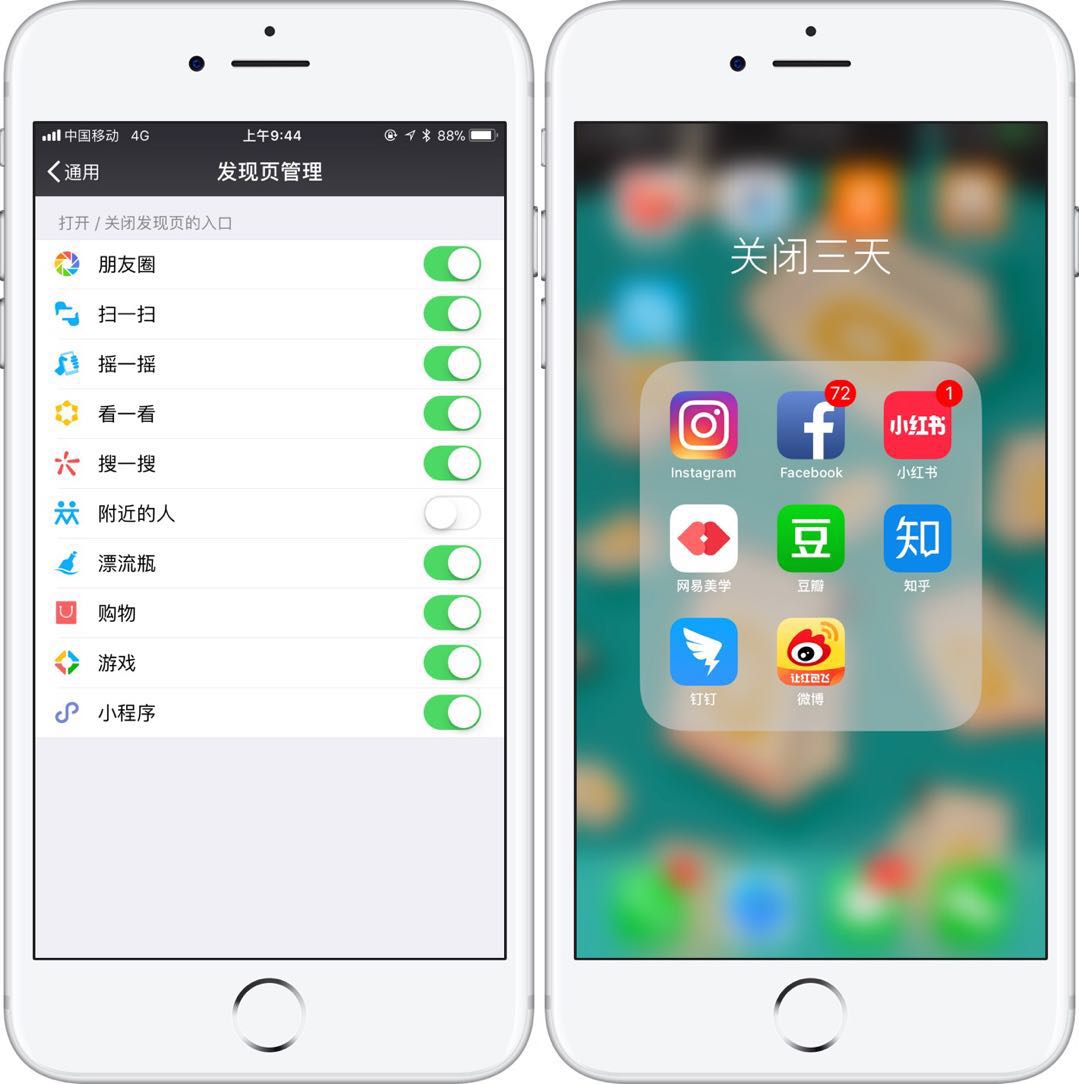 中国移动 4G 上午9:44 88%
通用 发现页管理
打开 / 关闭发现页的入口
朋友圈
扫一扫
摇一摇
看一看
搜一搜
附近的人
漂流瓶
购物
游戏
小程序
关闭三天
72 1
小红书
Instagram Facebook 小红书
豆 知
网易美学 豆瓣 知乎
让红包飞
钉钉 微博